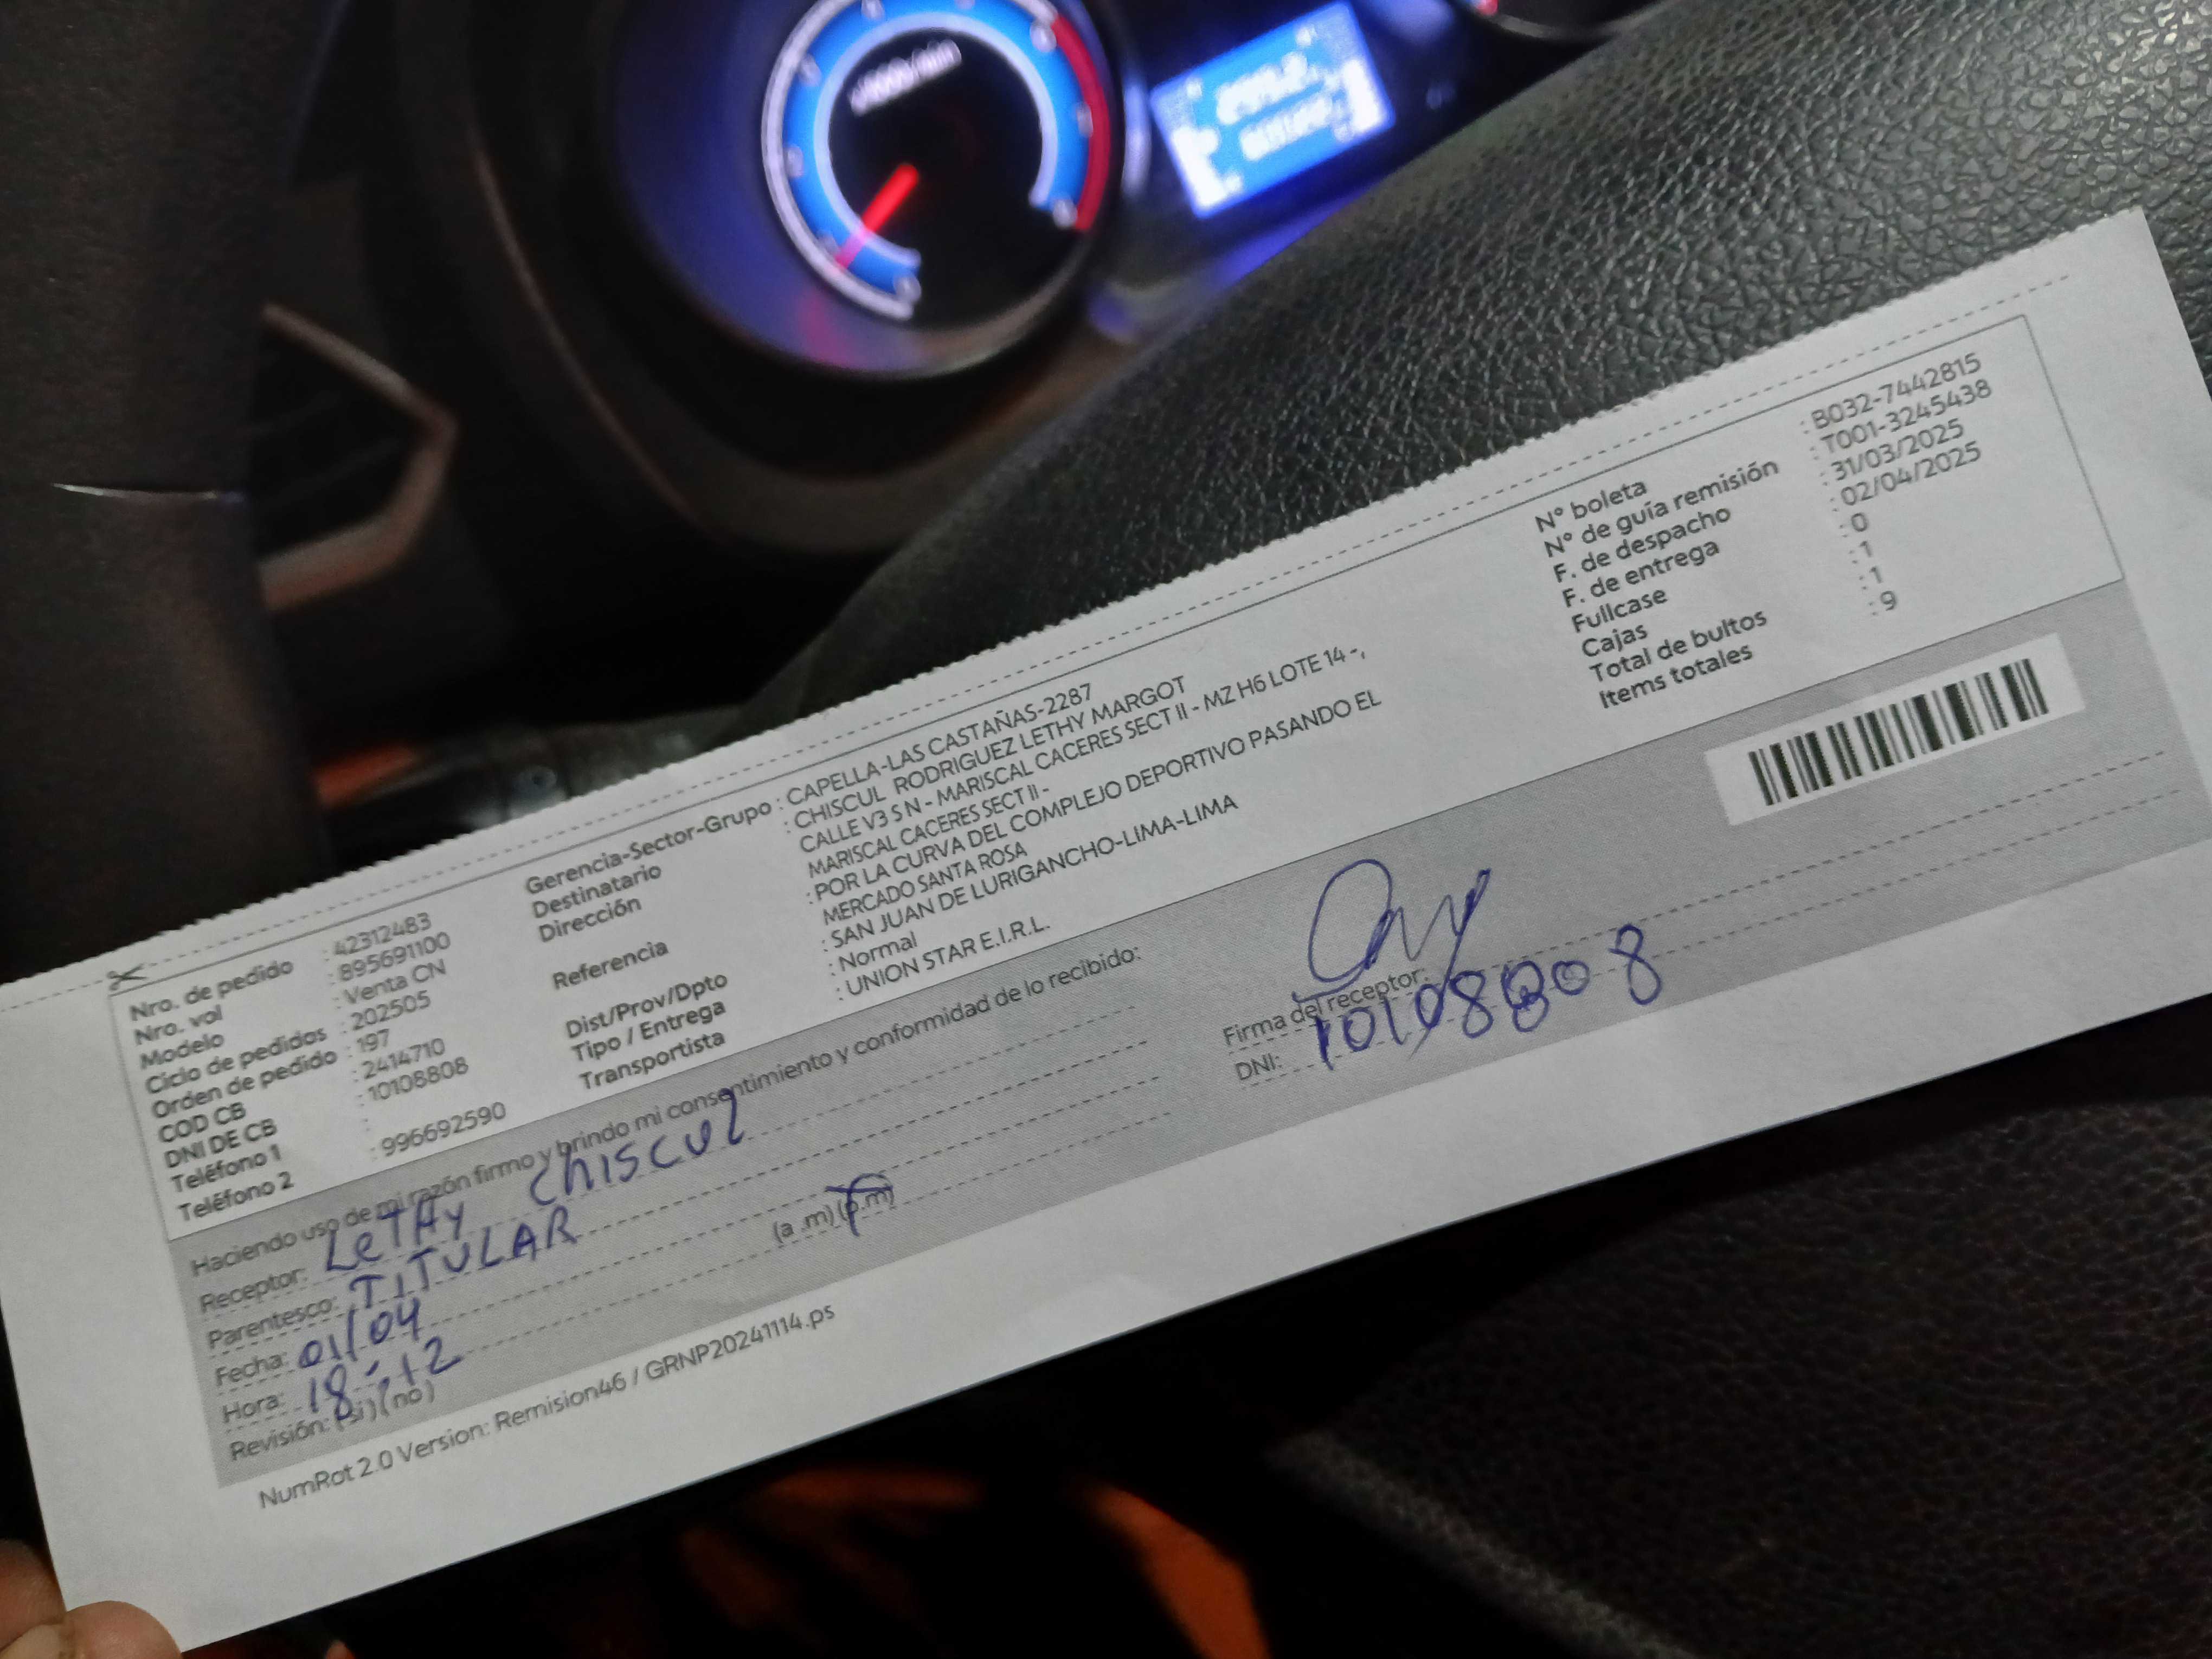 Nro. de pedido : 42312483
Nro. vol : 895691100
Modelo : Venta CN
Ciclo de pedidos : 202505
Orden de pedido : 197
COD CB : 2414710
DNI DE CB : 10108808
Teléfono 1 :
Teléfono 2 : 996692590
Gerencia-Sector-Grupo : CAPELLA-LAS CASTAÑAS-2287
Destinatario : CHISCUL RODRIGUEZ LETHY MARGOT
Dirección CALLE V3 S N - MARISCAL CACERES SECT II - MZ H6 LOTE 14 -,
MARISCAL CACERES SECT II -
Referencia : POR LA CURVA DEL COMPLEJO DEPORTIVO PASANDO EL
MERCADO SANTA ROSA
Dist/Prov/Dpto : SAN JUAN DE LURIGANCHO-LIMA-LIMA
Tipo / Entrega : Normal
Transportista : UNION STAR E.I.R.L.
N° boleta : B032-7442815
N° de guía remisión : T001-3245438
F. de despacho : 31/03/2025
F. de entrega : 02/04/2025
Fullcase : 0
Cajas : 1
Total de bultos : 1
Items totales : 9
Haciendo uso de mi razón firmo y brindo mi consentimiento y conformidad de lo recibido:
Receptor: LeTHy chiscul
Parentesco: TITULAR
Fecha: 01/04
Hora: 18:12 (a .m) (p.m)
Revisión: (si) (no)
Firma del receptor:
DNI: 10108808
NumRot 2.0 Version: Remision46 / GRNP20241114.ps